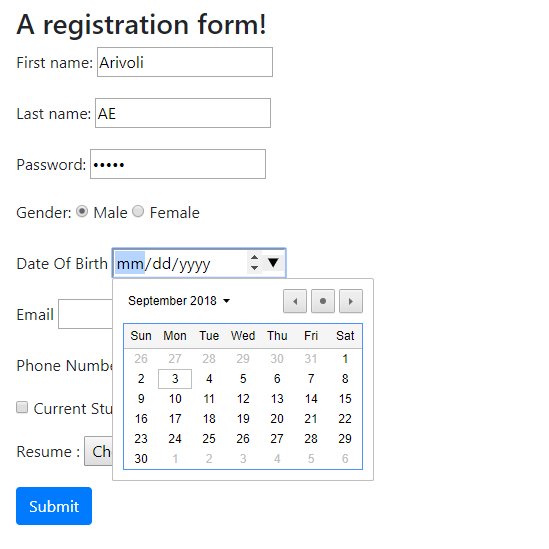 A registration form!
First name: Arivoli
Last name: AE
Password: •••••
Gender: Male Female
Date Of Birth mm/dd/yyyy
September 2018
Sun Mon Tue Wed Thu Fri Sat
26 27 28 29 30 31 1
2 3 4 5 6 7 8
9 10 11 12 13 14 15
16 17 18 19 20 21 22
23 24 25 26 27 28 29
30 1 2 3 4 5 6
Email
Phone Numbe
Current Stu
Resume : Ch
Submit